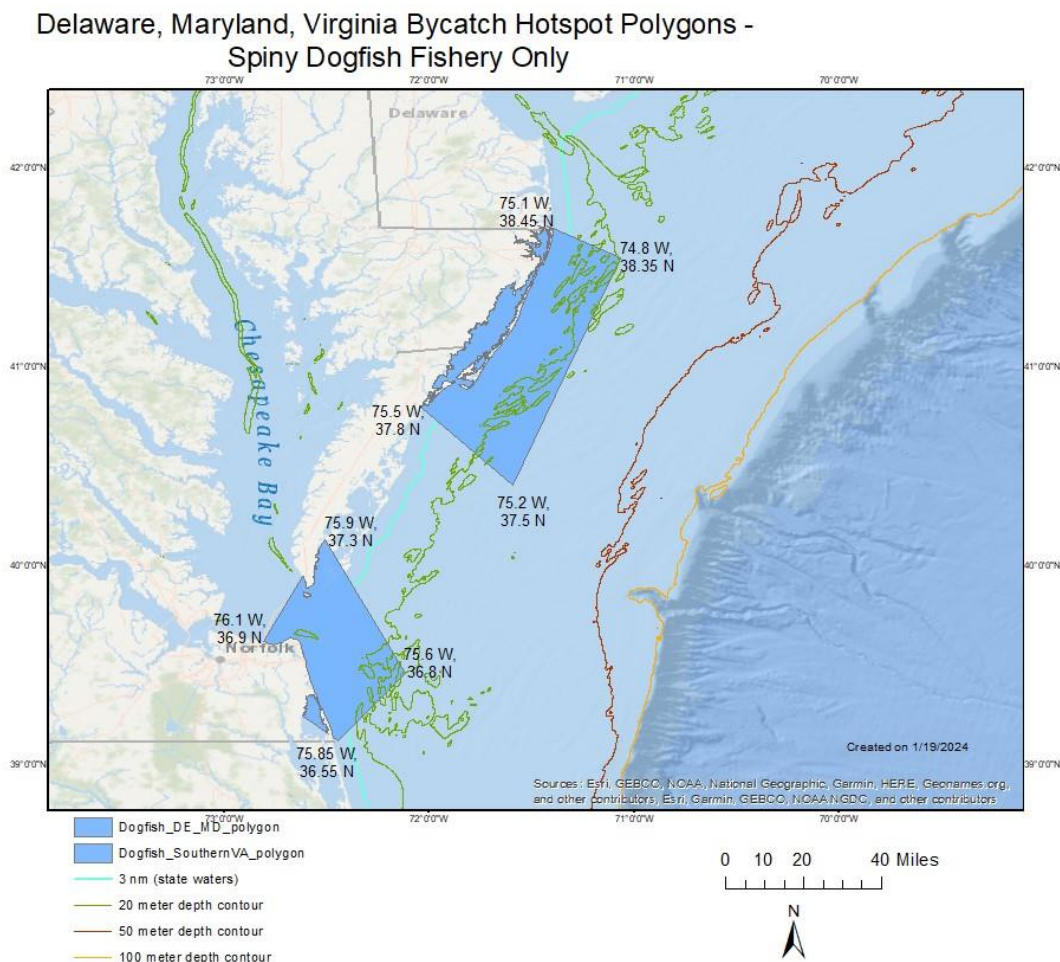 Delaware, Maryland, Virginia Bycatch Hotspot Polygons -
Spiny Dogfish Fishery Only
73°0'0"W
72°0'0"W
71°0'0"W
70°0'0"W
Delaware
42°0'0"N
42°0'0"N
75.1 W,
38.45 N
74.8 W,
38.35 N
Chesapeake Bay
41°0'0"N
41°0'0"N
75.5 W,
37.8 N
75.2 W,
37.5 N
75.9 W,
37.3 N
40°0'0"N
40°0'0"N
76.1 W,
36.9 N
Norfolk
75.6 W,
36.8 N
75.85 W,
36.55 N
Created on 1/19/2024
39°0'0"N
39°0'0"N
Sources: Esri, GEBCO, NOAA, National Geographic, Garmin, HERE, Geonames.org,
and other contributors, Esri, Garmin, GEBCO, NOAA NGDC, and other contributors
73°0'0"W
72°0'0"W
71°0'0"W
70°0'0"W
Dogfish_DE_MD_polygon
Dogfish_SouthernVA_polygon
3 nm (state waters)
20 meter depth contour
50 meter depth contour
100 meter depth contour
0 10 20 40 Miles
N